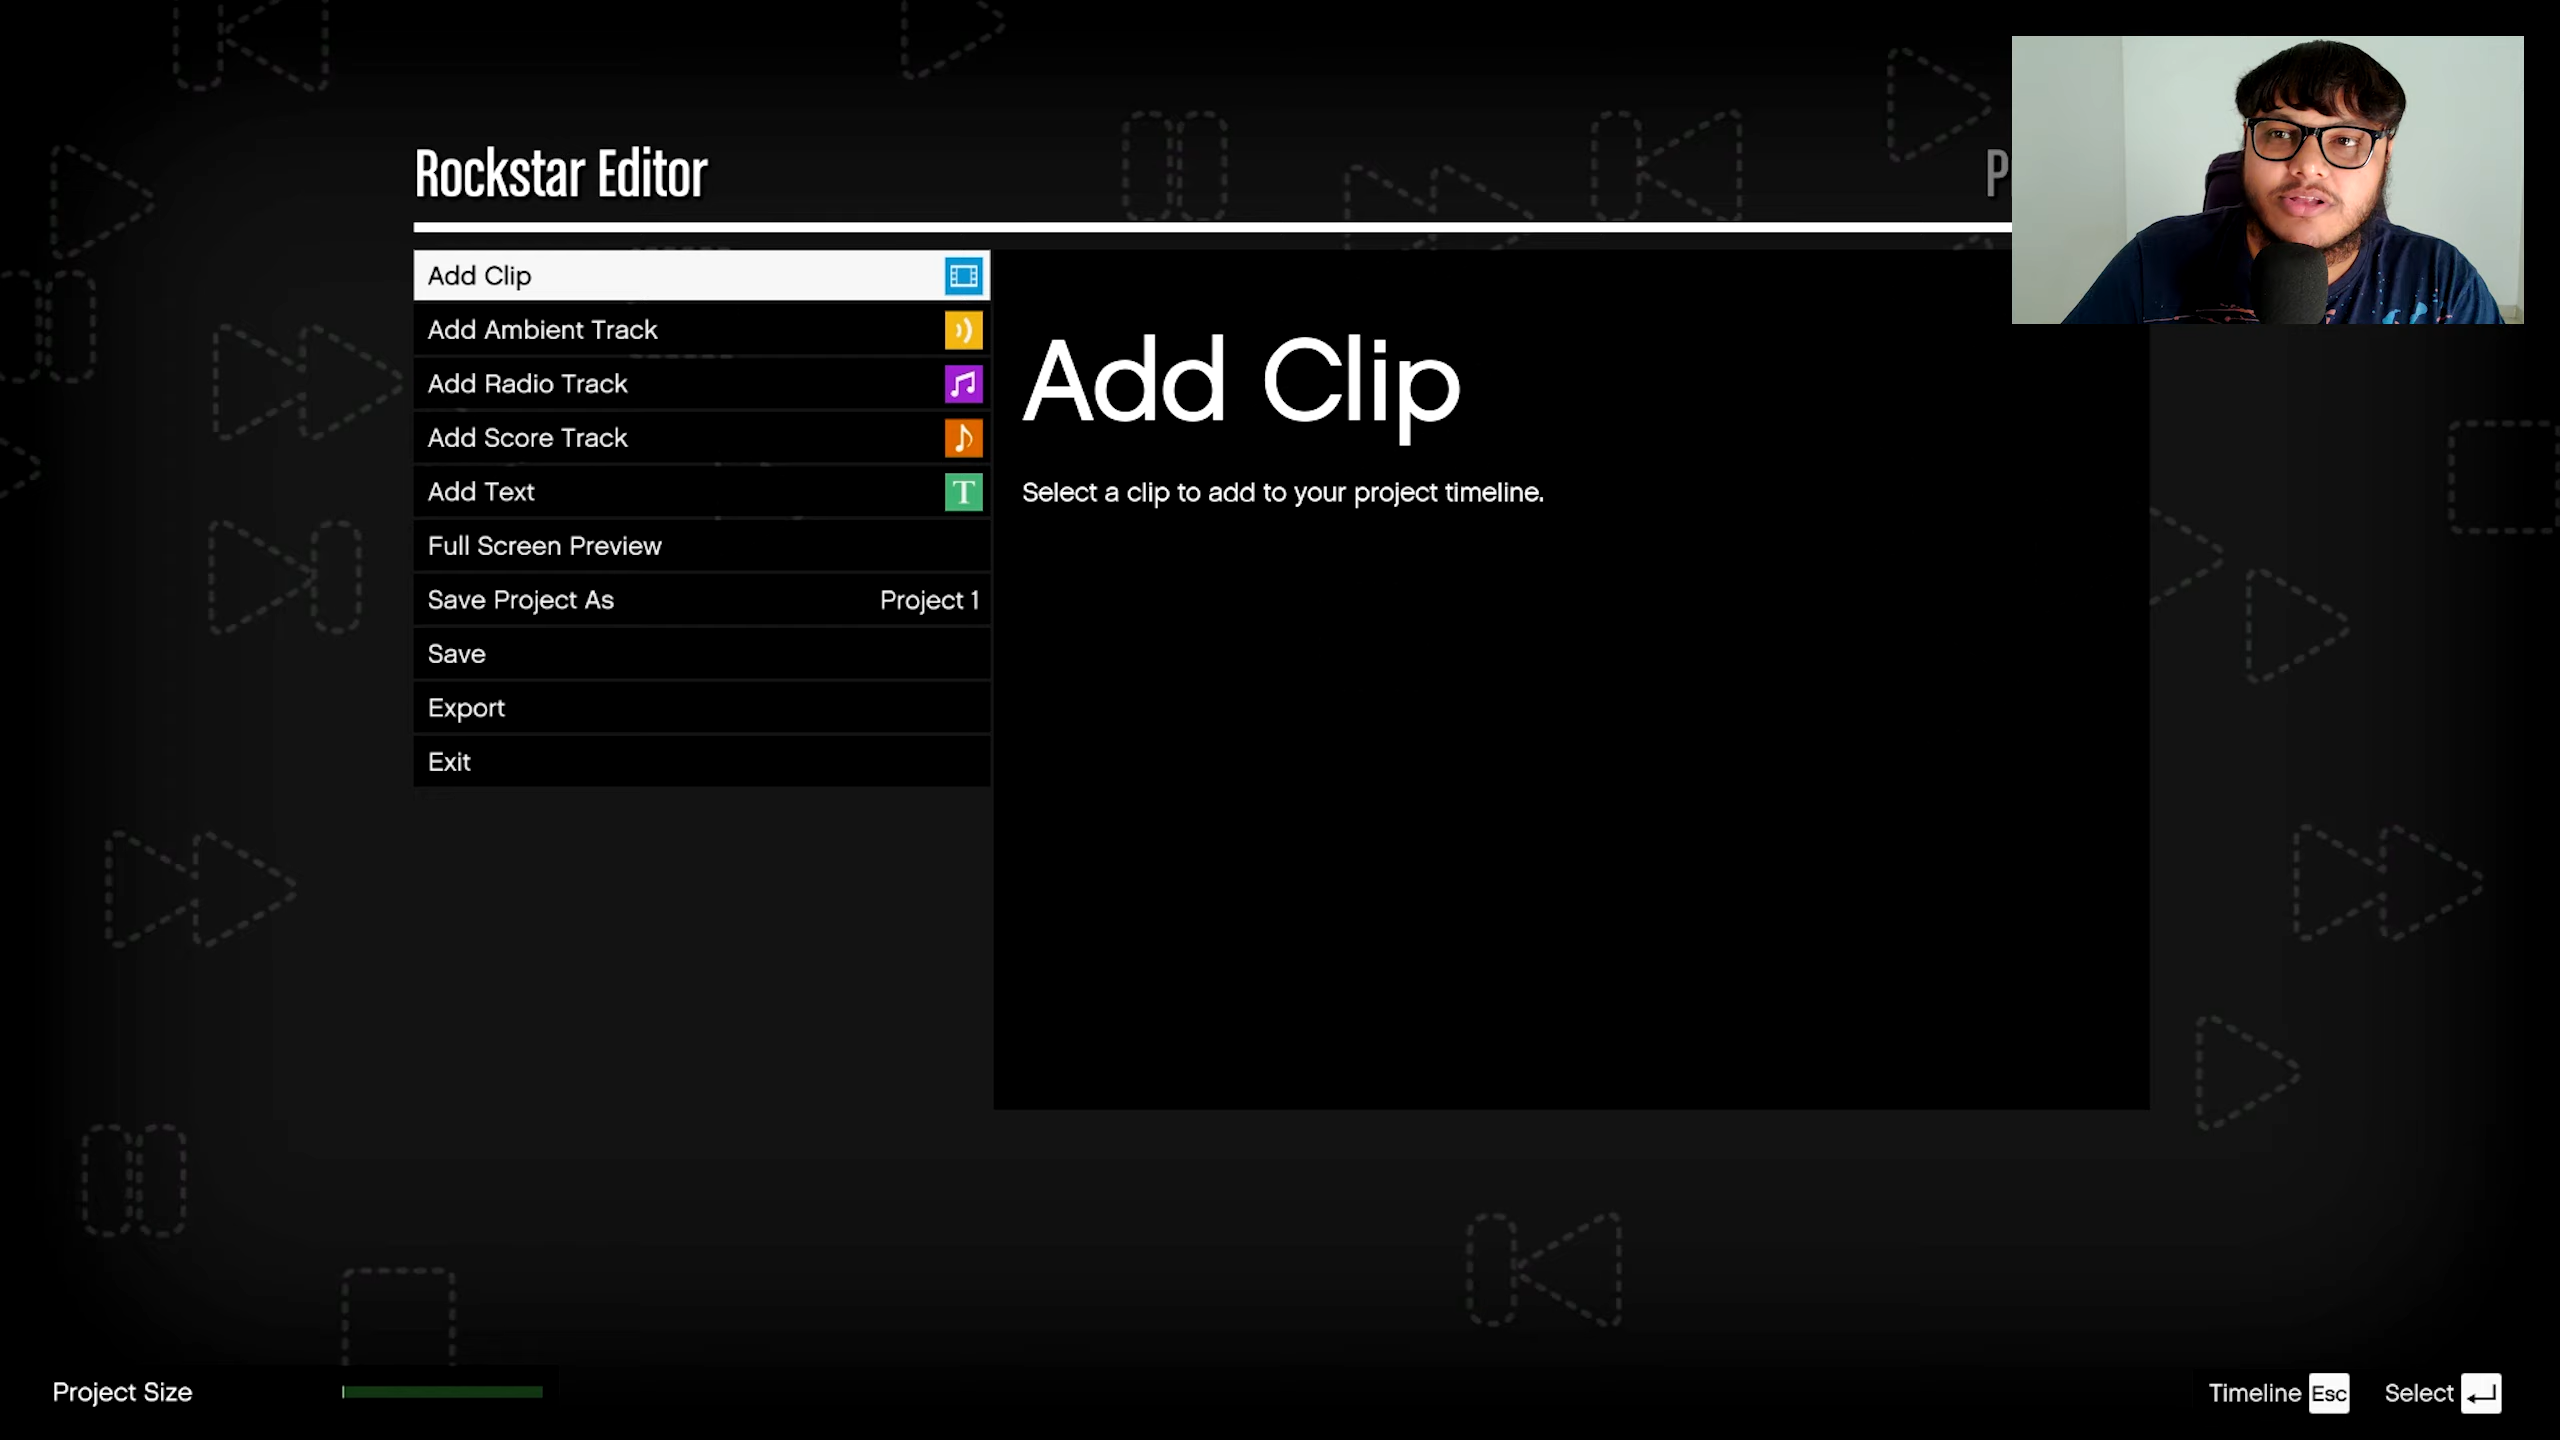 Rockstar Editor
Add Clip
Add Ambient Track
Add Radio Track
Add Score Track
Add Text
T
Full Screen Preview
Save Project As Project 1
Save
Export
Exit
Add Clip
Select a clip to add to your project timeline.
Project Size
Timeline Esc Select